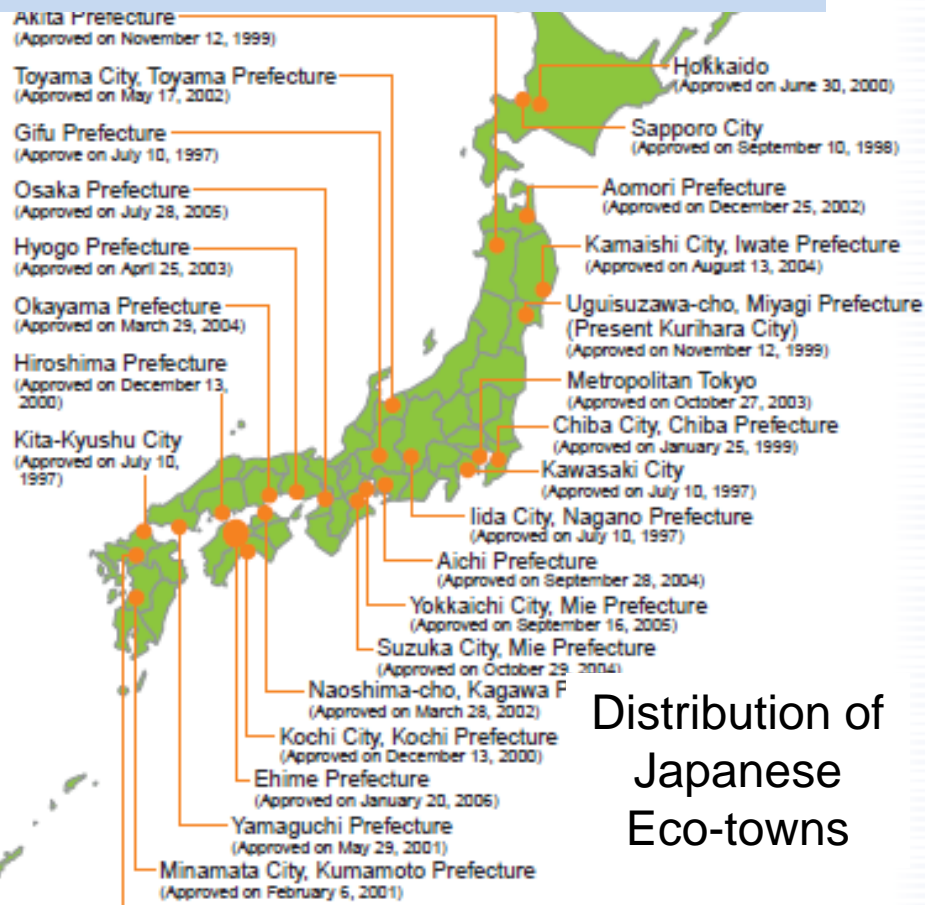 Akita Prefecture
(Approved on November 12, 1999)
Toyama City, Toyama Prefecture
(Approved on May 17, 2002)
Gifu Prefecture
(Approve on July 10, 1997)
Osaka Prefecture
(Approved on July 28, 2005)
Hyogo Prefecture
(Approved on April 25, 2003)
Okayama Prefecture
(Approved on March 29, 2004)
Hiroshima Prefecture
(Approved on December 13,
2000)
Kita-Kyushu City
(Approved on July 10,
1997)
Hokkaido
(Approved on June 30, 2000)
Sapporo City
(Approved on September 10, 1998)
Aomori Prefecture
(Approved on December 25, 2002)
Kamaishi City, Iwate Prefecture
(Approved on August 13, 2004)
Uguisuzawa-cho, Miyagi Prefecture
(Present Kurihara City)
(Approved on November 12, 1999)
Metropolitan Tokyo
(Approved on October 27, 2003)
Chiba City, Chiba Prefecture
(Approved on January 25, 1999)
Kawasaki City
(Approved on July 10, 1997)
Iida City, Nagano Prefecture
(Approved on July 10, 1997)
Aichi Prefecture
(Approved on September 28, 2004)
Yokkaichi City, Mie Prefecture
(Approved on September 16, 2005)
Suzuka City, Mie Prefecture
(Approved on October 29, 2004)
Naoshima-cho, Kagawa P
(Approved on March 28, 2002)
Kochi City, Kochi Prefecture
(Approved on December 13, 2000)
Ehime Prefecture
(Approved on January 20, 2006)
Yamaguchi Prefecture
(Approved on May 29, 2001)
Minamata City, Kumamoto Prefecture
(Approved on February 6, 2001)
Distribution of
Japanese
Eco-towns